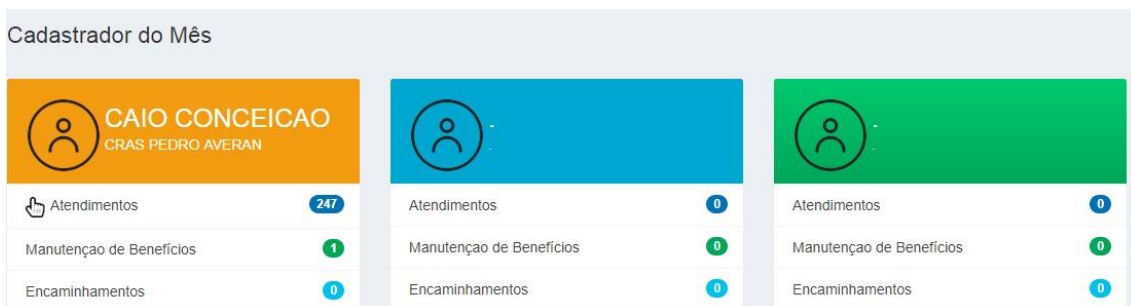 Cadastrador do Mês
CAIO CONCEICAO
CRAS PEDRO AVERAN
Atendimentos 247
Manutençao de Benefícios 1
Encaminhamentos 0
-
.
Atendimentos 0
Manutençao de Benefícios 0
Encaminhamentos 0
-
.
Atendimentos 0
Manutençao de Benefícios 0
Encaminhamentos 0